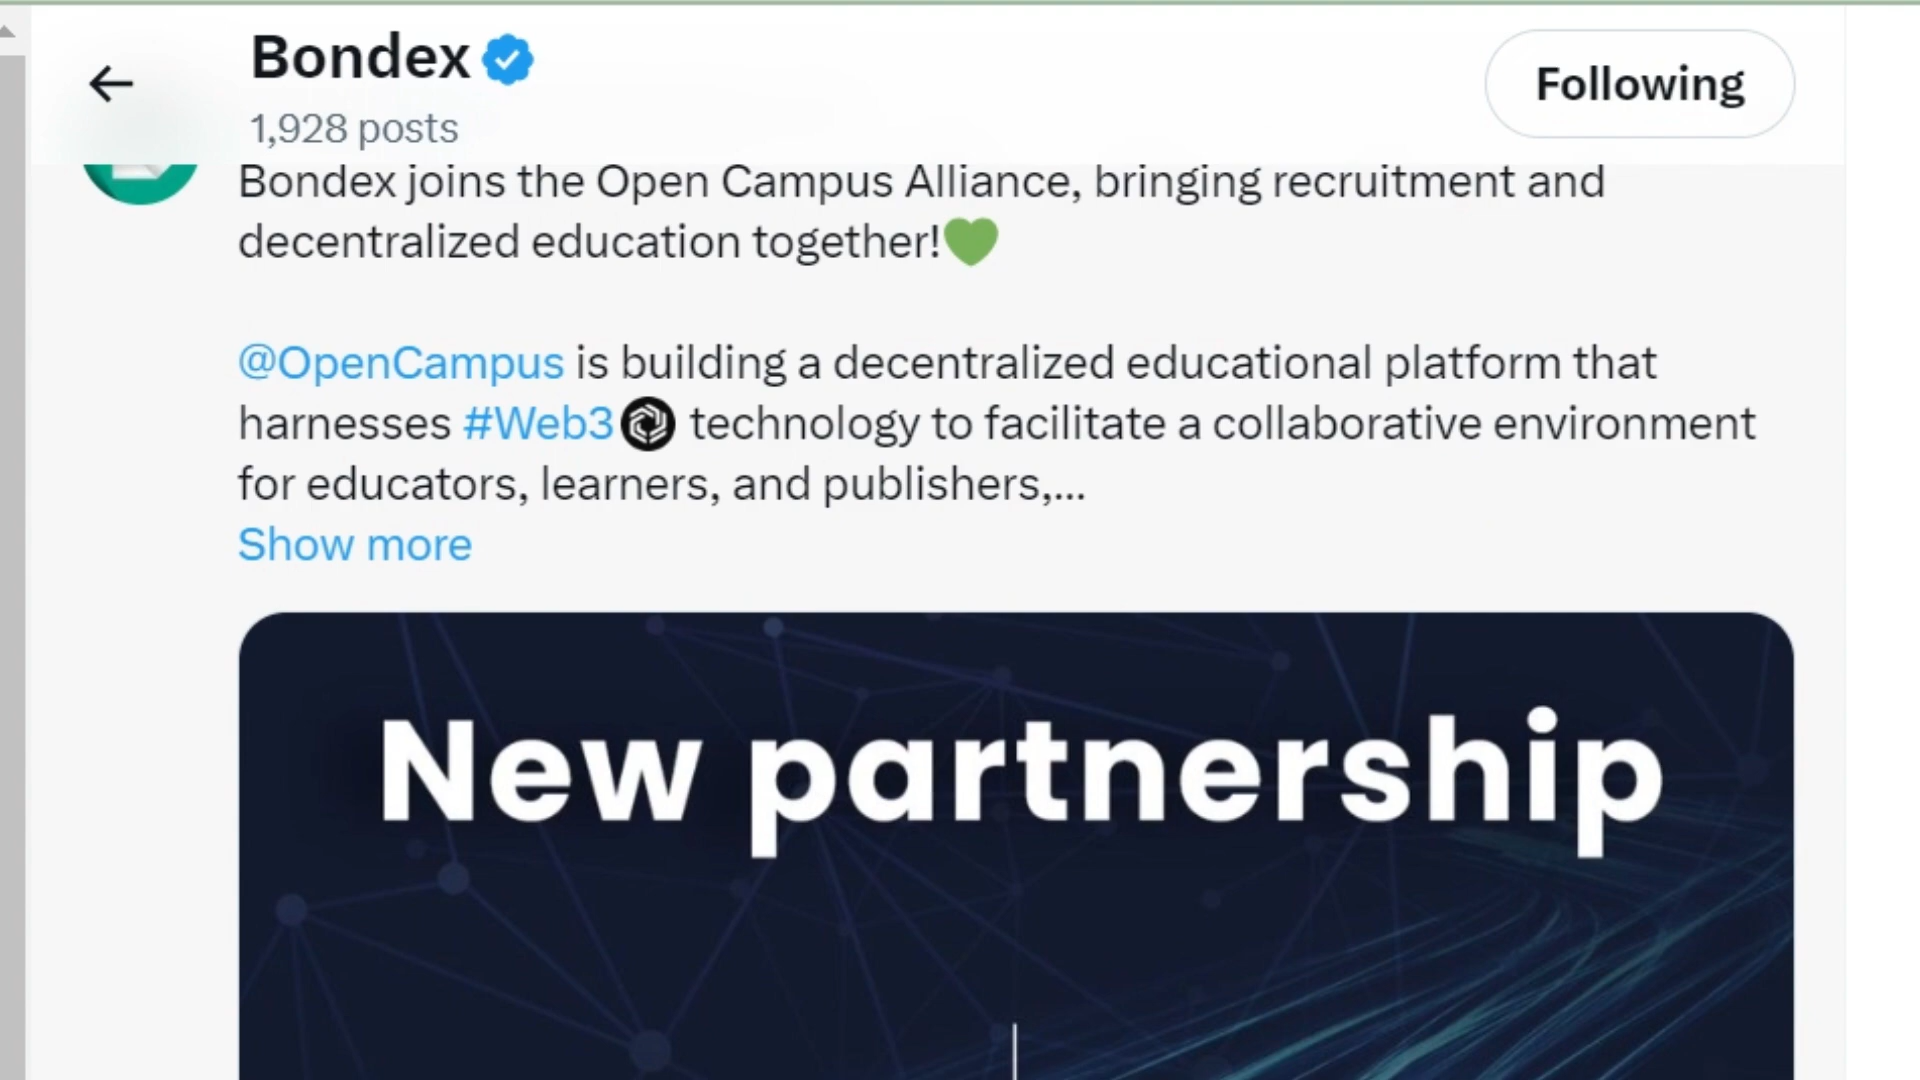 Bondex
1,928 posts
Following
Bondex joins the Open Campus Alliance, bringing recruitment and
decentralized education together!💚
@OpenCampus is building a decentralized educational platform that
harnesses #Web3 technology to facilitate a collaborative environment
for educators, learners, and publishers,...
Show more
New partnership